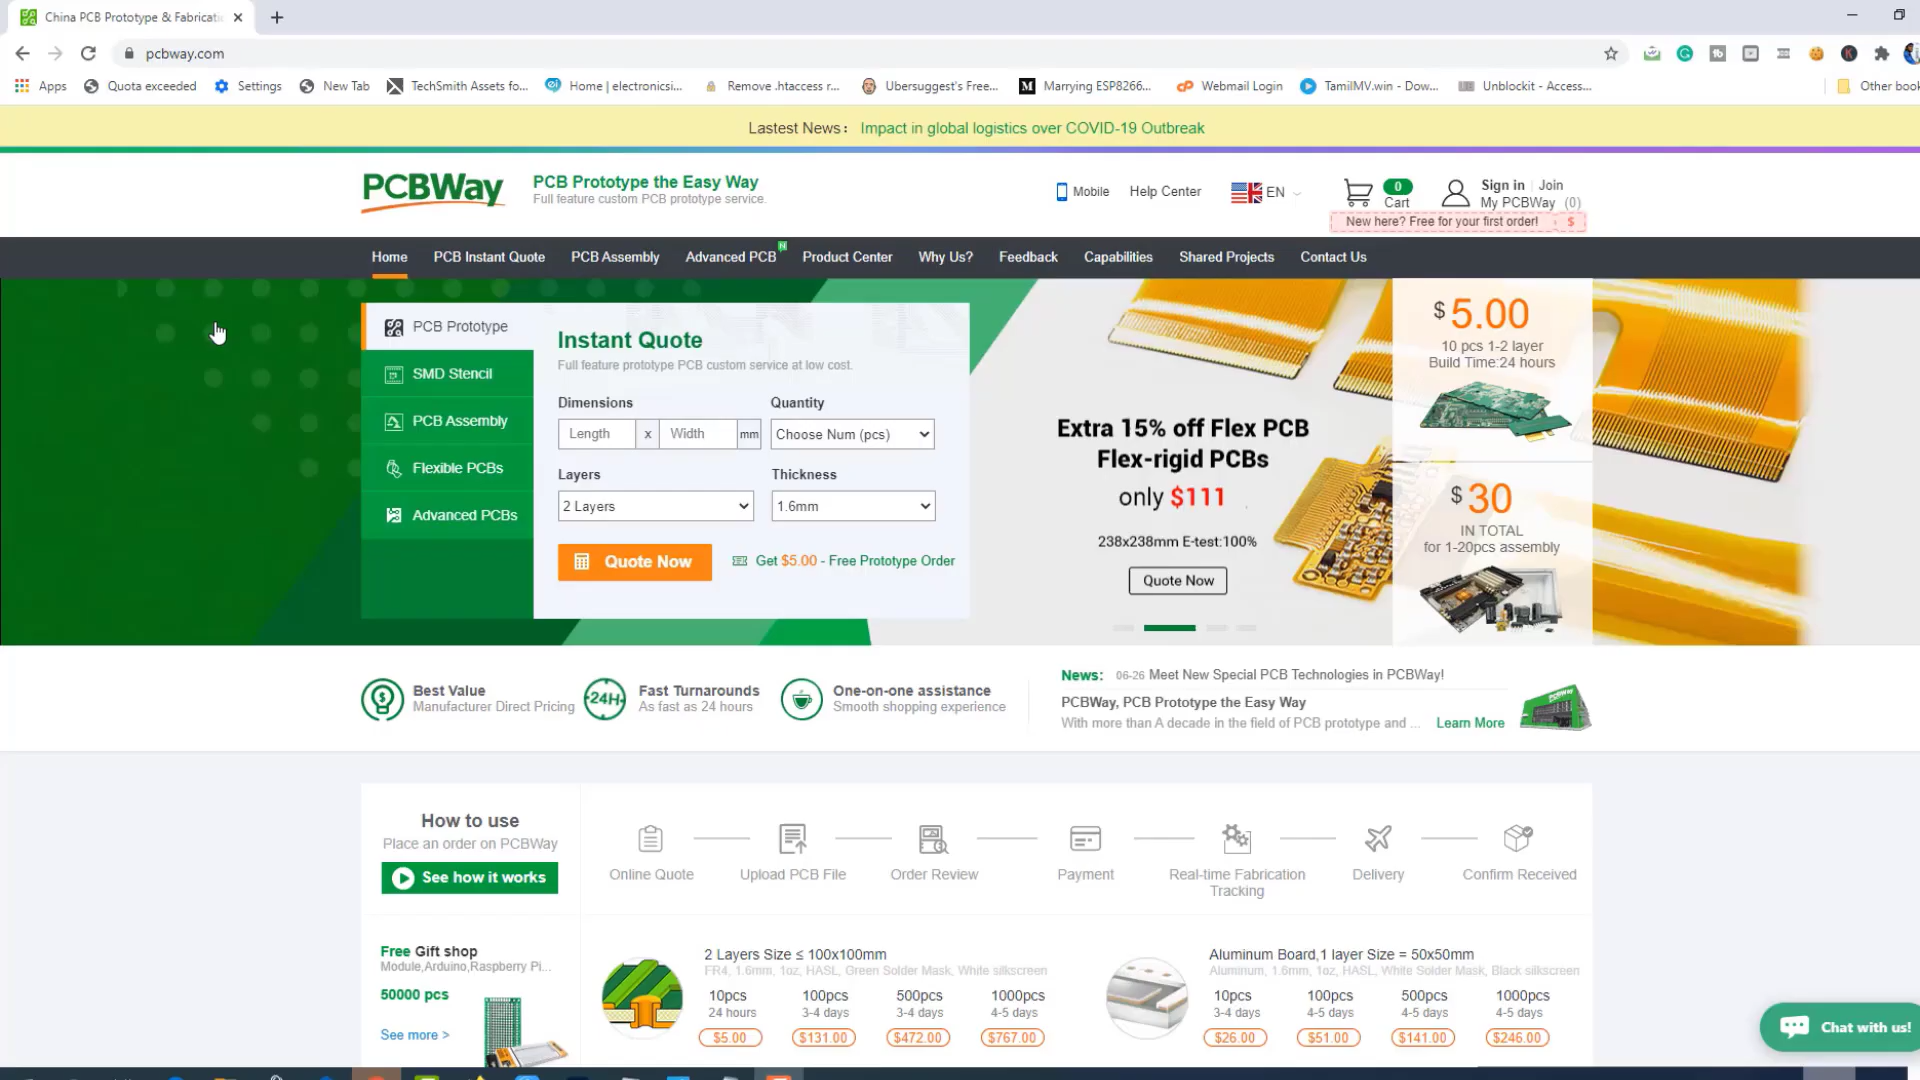 China PCB Prototype & Fabricati
pcbway.com
Apps
Quota exceeded
Settings
New Tab
TechSmith Assets fo...
Home | electronicsi...
Remove .htaccess r...
Ubersuggest's Free...
Marrying ESP8266...
Webmail Login
TamilMV.win - Dow...
Unblockit - Access...
Other book
Lastest News： Impact in global logistics over COVID-19 Outbreak
PCBWay
PCB Prototype the Easy Way
Full feature custom PCB prototype service.
Mobile
Help Center
EN
0
Cart
Sign in | Join
My PCBWay (0)
New here? Free for your first order! $
Home
PCB Instant Quote
PCB Assembly
Advanced PCB
N
Product Center
Why Us?
Feedback
Capabilities
Shared Projects
Contact Us
PCB Prototype
SMD Stencil
PCB Assembly
Flexible PCBs
Advanced PCBs
Instant Quote
Full feature prototype PCB custom service at low cost.
Dimensions
Quantity
Length x Width mm
Choose Num (pcs)
Layers
Thickness
2 Layers
1.6mm
Quote Now
Get $5.00 - Free Prototype Order
Extra 15% off Flex PCB
Flex-rigid PCBs
only $111
238x238mm E-test:100%
Quote Now
$ 5.00
10 pcs 1-2 layer
Build Time:24 hours
$ 30
IN TOTAL
for 1-20pcs assembly
Best Value
Manufacturer Direct Pricing
24H
Fast Turnarounds
As fast as 24 hours
One-on-one assistance
Smooth shopping experience
News: 06-26 Meet New Special PCB Technologies in PCBWay!
PCBWay, PCB Prototype the Easy Way
With more than A decade in the field of PCB prototype and ... Learn More
PCBWay
How to use
Place an order on PCBWay
See how it works
Online Quote
Upload PCB File
Order Review
Payment
Real-time Fabrication
Tracking
Delivery
Confirm Received
Free Gift shop
Module,Arduino,Raspberry Pi...
50000 pcs
See more >
2 Layers Size ≤ 100x100mm
FR4, 1.6mm, 1oz, HASL, Green Solder Mask, White silkscreen
10pcs 100pcs 500pcs 1000pcs
24 hours 3-4 days 3-4 days 4-5 days
$5.00 $131.00 $472.00 $767.00
Aluminum Board,1 layer Size = 50x50mm
Aluminum, 1.6mm, 1oz, HASL, White Solder Mask, Black silkscreen
10pcs 100pcs 500pcs 1000pcs
3-4 days 4-5 days 4-5 days 4-5 days
$26.00 $51.00 $141.00 $246.00
Chat with us!